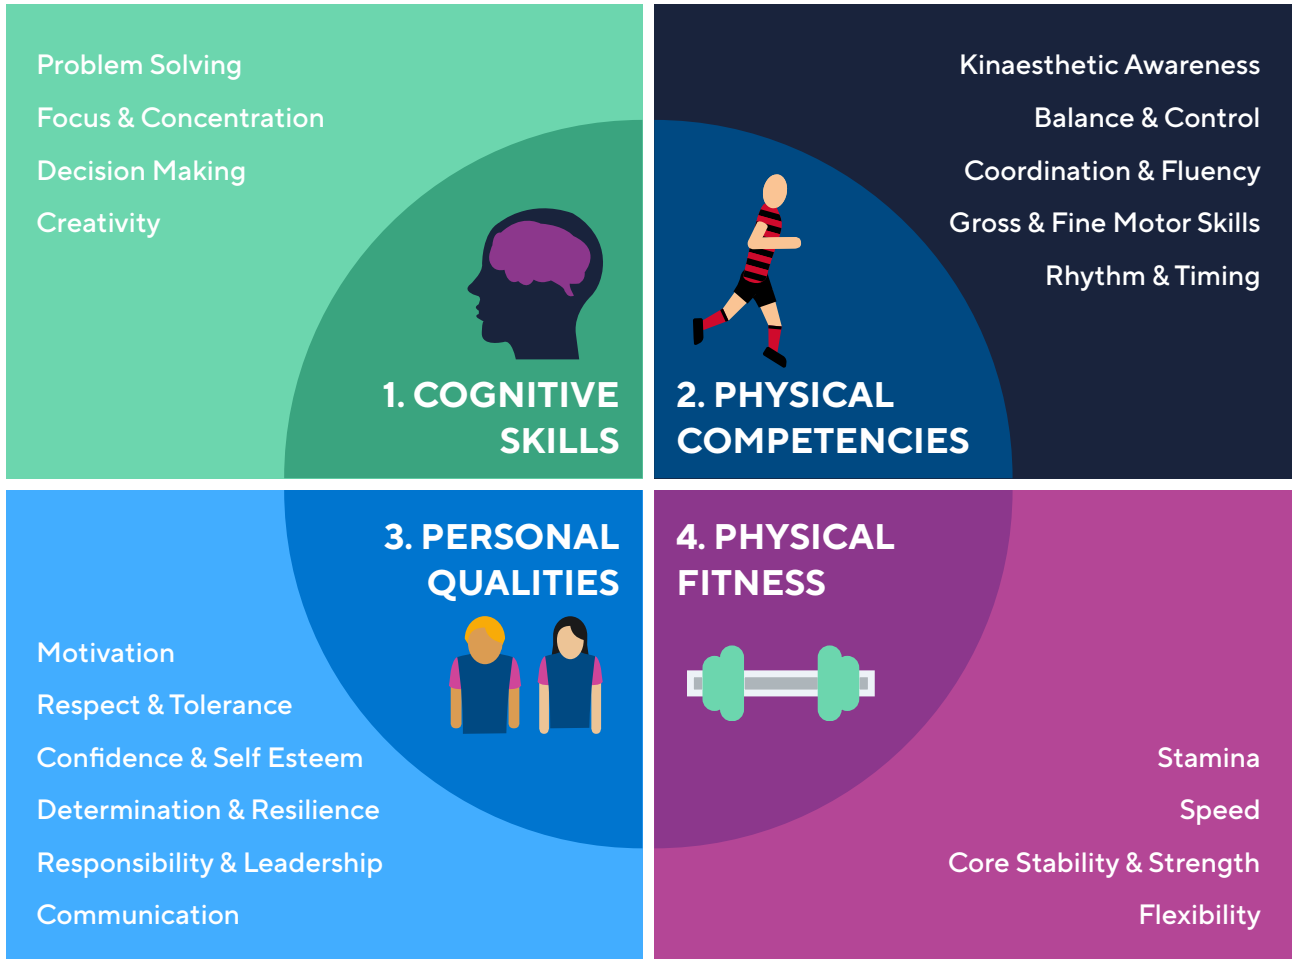 Problem Solving
Focus & Concentration
Decision Making
Creativity
1. COGNITIVE
SKILLS
Kinaesthetic Awareness
Balance & Control
Coordination & Fluency
Gross & Fine Motor Skills
Rhythm & Timing
2. PHYSICAL
COMPETENCIES
3. PERSONAL
QUALITIES
Motivation
Respect & Tolerance
Confidence & Self Esteem
Determination & Resilience
Responsibility & Leadership
Communication
4. PHYSICAL
FITNESS
Stamina
Speed
Core Stability & Strength
Flexibility